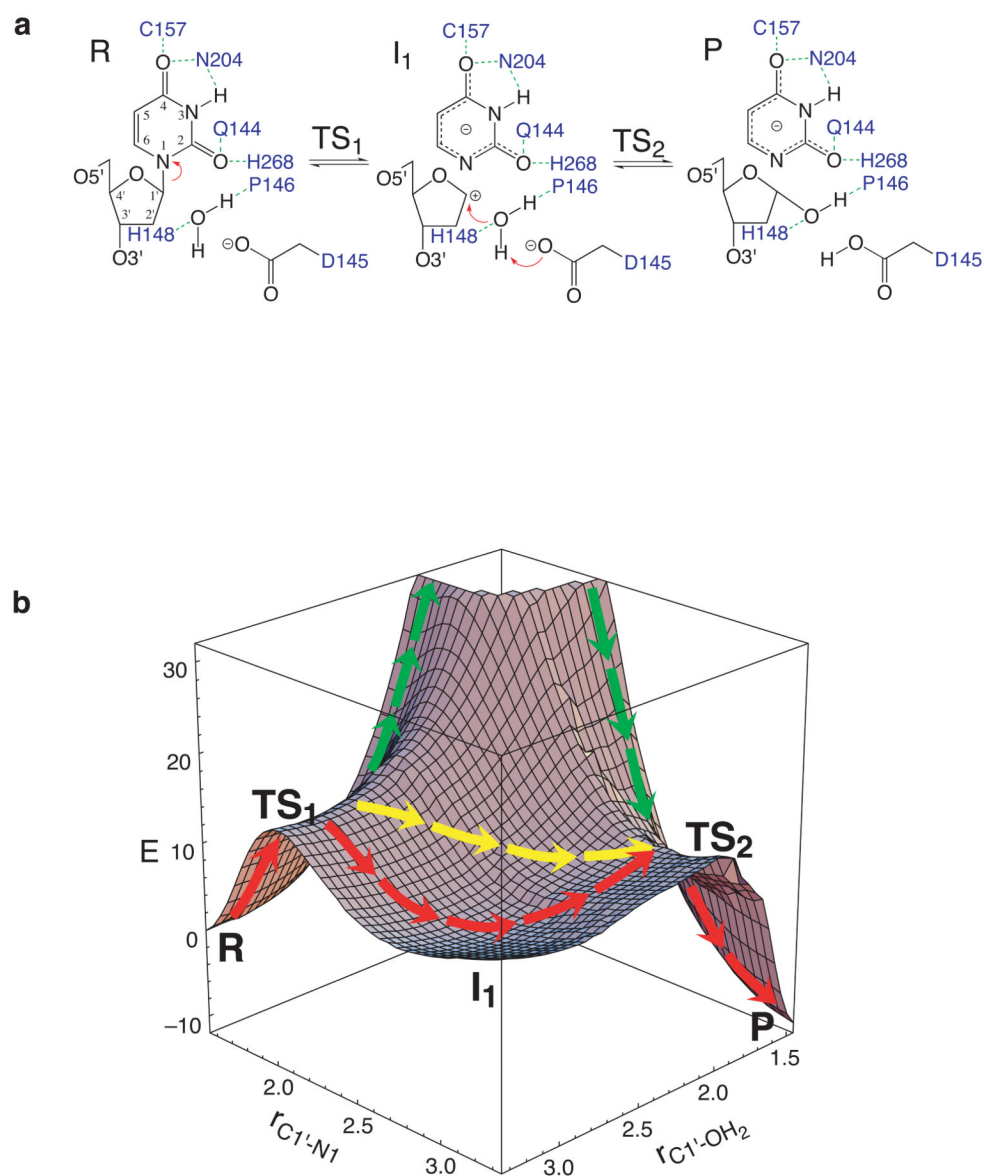 a
R
C157
O
N204
H
4
5
3
N
6
2
1
N
O
Q144
H268
P146
O5'
O
4'
1'
3'
2'
H148
O
H
H
O3'
⊖O
O
D145
TS1
I1
C157
O
N204
H
N
⊖
N
O
Q144
H268
P146
O5'
O
⊕
H148
O
H
H
O3'
⊖O
O
D145
TS2
P
C157
O
N204
H
N
⊖
N
O
Q144
H268
P146
O5'
O
H148
O
H
O3'
H
O
O
D145
b
30
20
10
0
−10
E
TS1
TS2
R
I1
P
2.0
2.5
3.0
rC1'-N1
1.5
2.0
2.5
3.0
rC1'-OH2